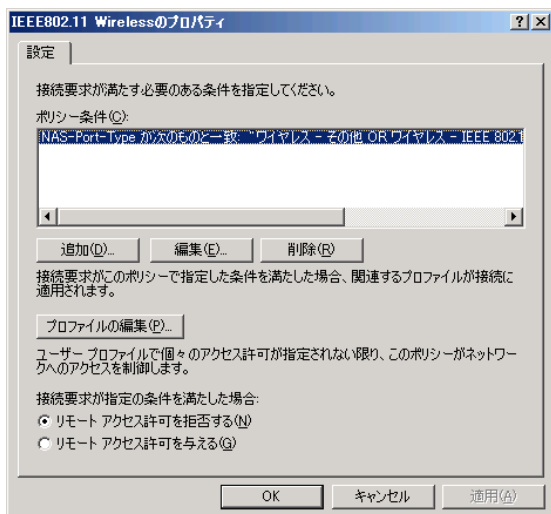 IEEE802.11 Wirelessのプロパティ
設定
接続要求が満たす必要のある条件を指定してください。
ポリシー条件(C):
NAS-Port-Type が次のものと一致: "ワイヤレス - その他 OR ワイヤレス - IEEE 802.1
追加(D)... 編集(E)... 削除(R)
接続要求がこのポリシーで指定した条件を満たした場合、関連するプロファイルが接続に
適用されます。
プロファイルの編集(P)...
ユーザー プロファイルで個々のアクセス許可が指定されない限り、このポリシーがネットワー
クへのアクセスを制御します。
接続要求が指定の条件を満たした場合:
リモート アクセス許可を拒否する(N)
リモート アクセス許可を与える(G)
OK キャンセル 適用(A)